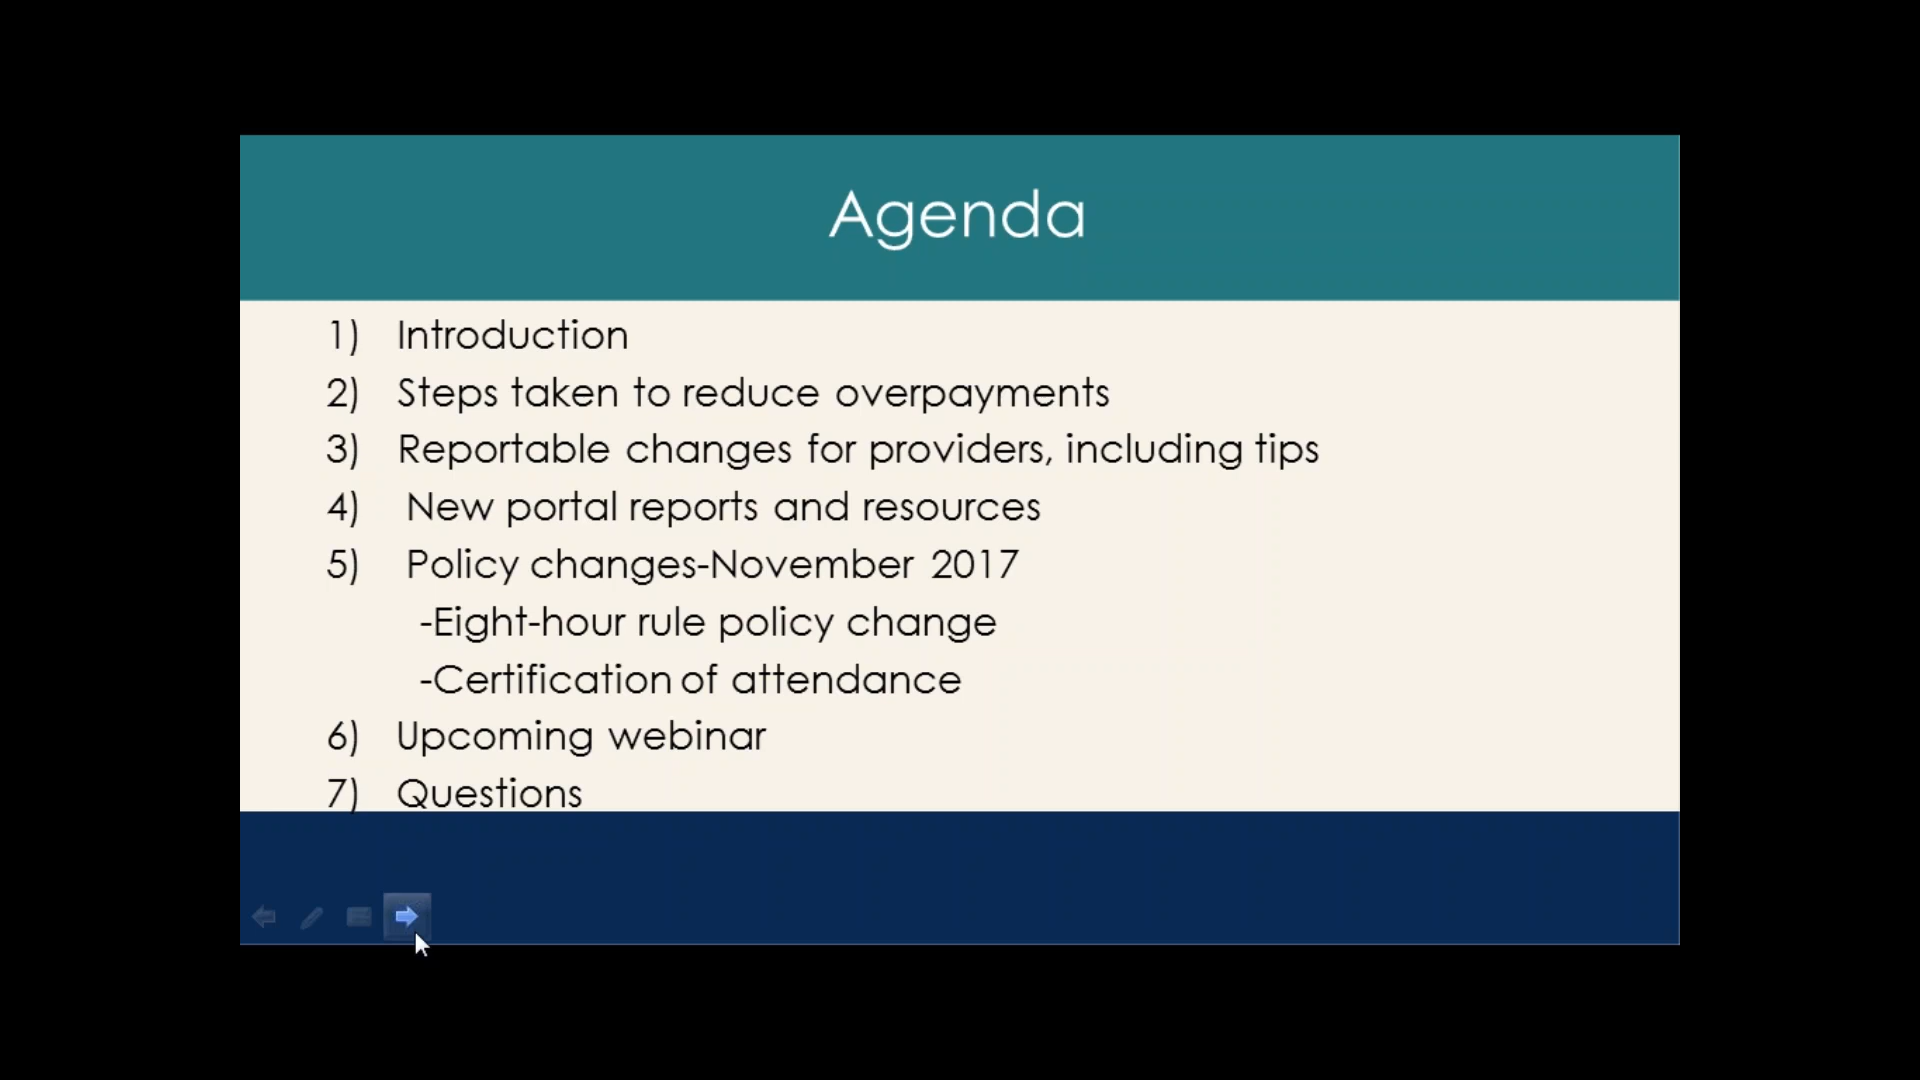 Agenda
1) Introduction
2) Steps taken to reduce overpayments
3) Reportable changes for providers, including tips
4) New portal reports and resources
5) Policy changes-November 2017
-Eight-hour rule policy change
-Certification of attendance
6) Upcoming webinar
7) Questions